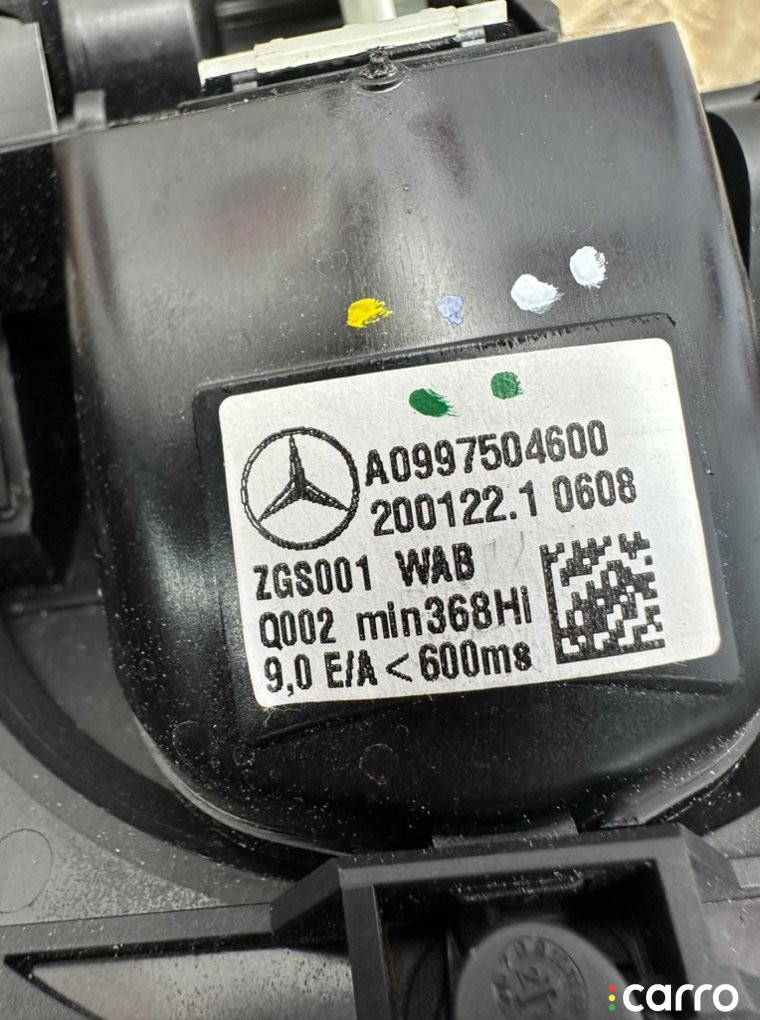 A0997504600
200122.1 0608
ZGS001 WAB
Q002 min368Hi
9,0 E/A <600ms
carro